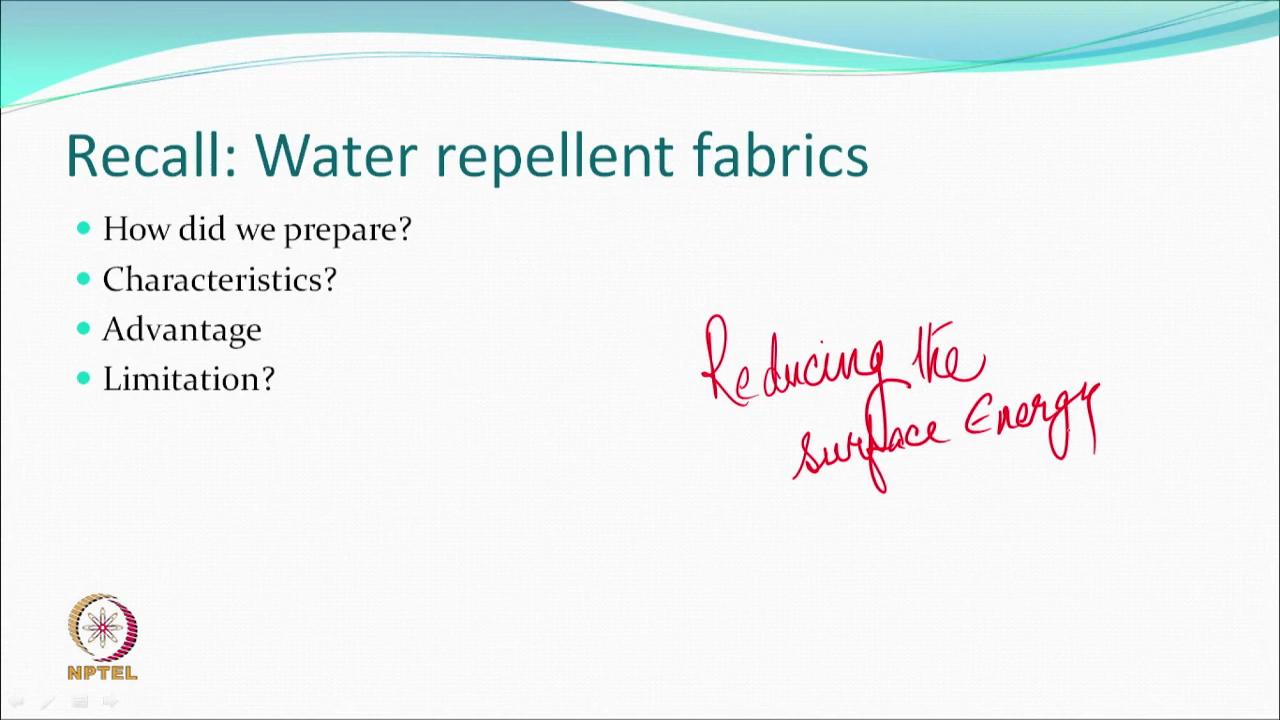 Recall: Water repellent fabrics
How did we prepare?
Characteristics?
Advantage
Limitation?
Reducing the
surface Energy
NPTEL